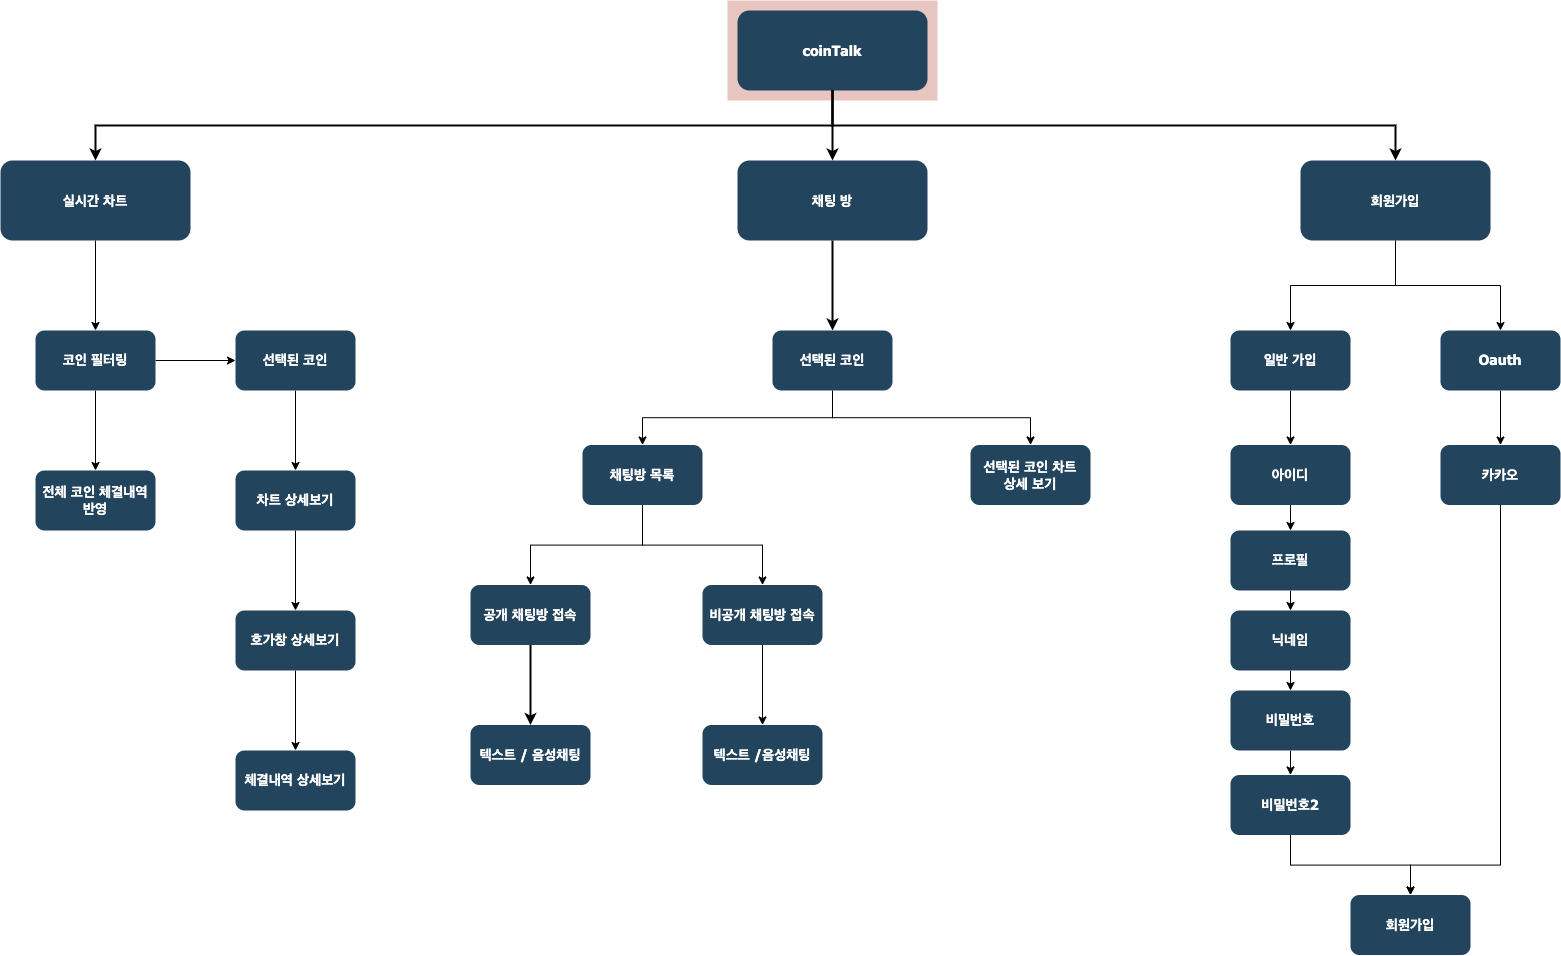 coinTalk
실시간 차트
채팅 방
회원가입
코인 필터링
선택된 코인
선택된 코인
일반 가입
Oauth
채팅방 목록
선택된 코인 차트
상세 보기
아이디
카카오
전체 코인 체결내역
반영
차트 상세보기
프로필
공개 채팅방 접속
비공개 채팅방 접속
호가창 상세보기
닉네임
비밀번호
텍스트 / 음성채팅
텍스트 /음성채팅
체결내역 상세보기
비밀번호2
회원가입